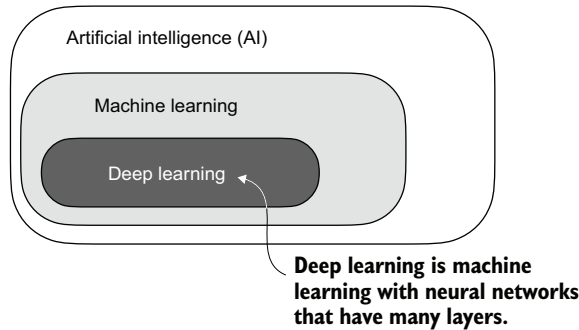 Artificial intelligence (AI)
Machine learning
Deep learning
Deep learning is machine
learning with neural networks
that have many layers.